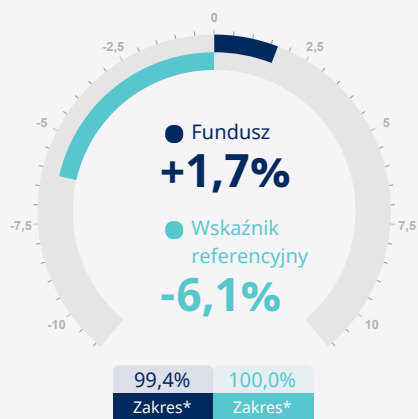 0
-2,5 2,5
-5 5
Fundusz
+1,7%
-7,5 7,5
Wskaźnik
referencyjny
-6,1%
-10 10
99,4% 100,0%
Zakres* Zakres*